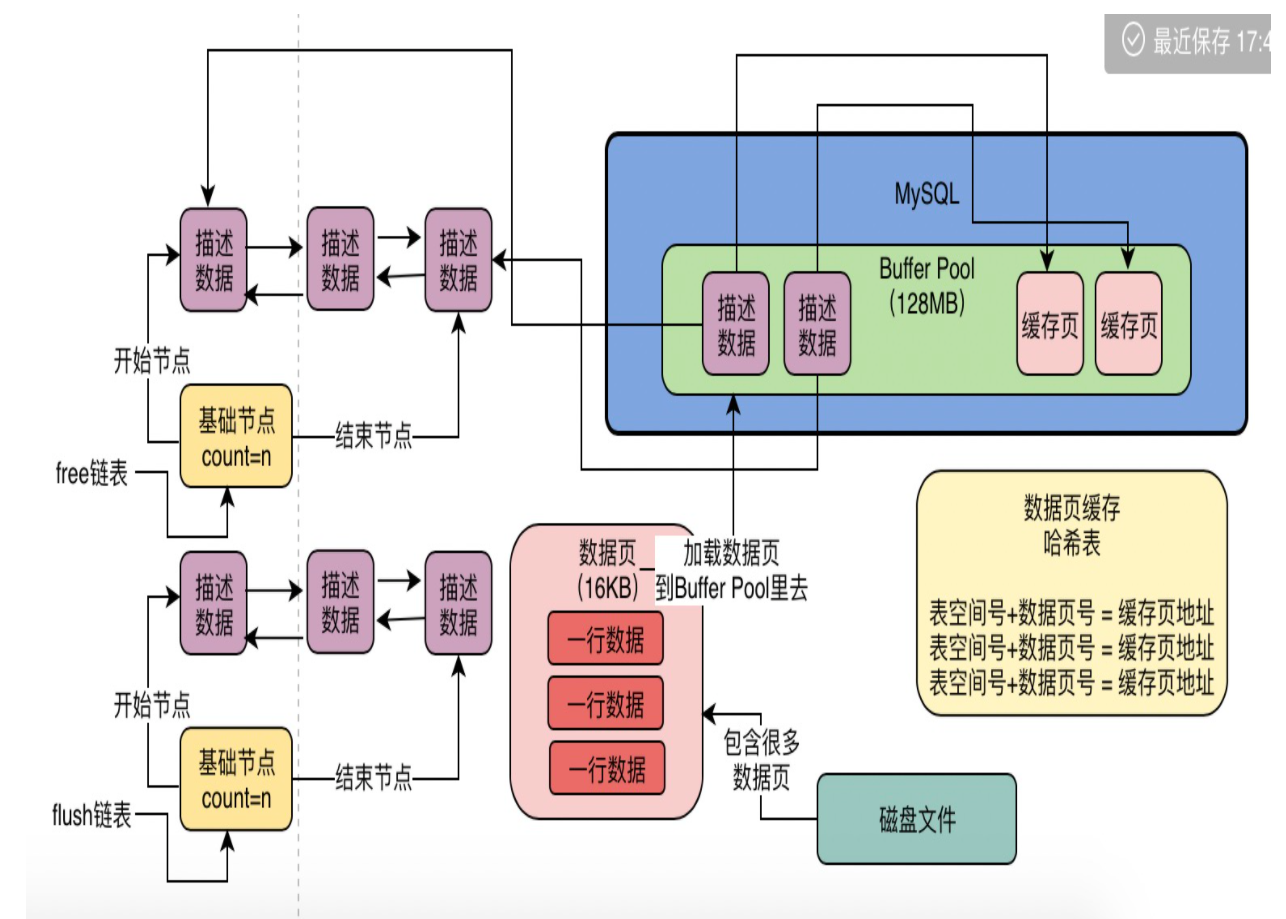 最近保存 17:4
MySQL
Buffer Pool
(128MB)
描述
数据
描述
数据
缓存页
缓存页
描述
数据
描述
数据
描述
数据
开始节点
基础节点
count=n
结束节点
free链表
描述
数据
描述
数据
描述
数据
开始节点
基础节点
count=n
结束节点
flush链表
数据页
(16KB)
加载数据页
到Buffer Pool里去
一行数据
一行数据
一行数据
包含很多
数据页
磁盘文件
数据页缓存
哈希表
表空间号+数据页号 = 缓存页地址
表空间号+数据页号 = 缓存页地址
表空间号+数据页号 = 缓存页地址